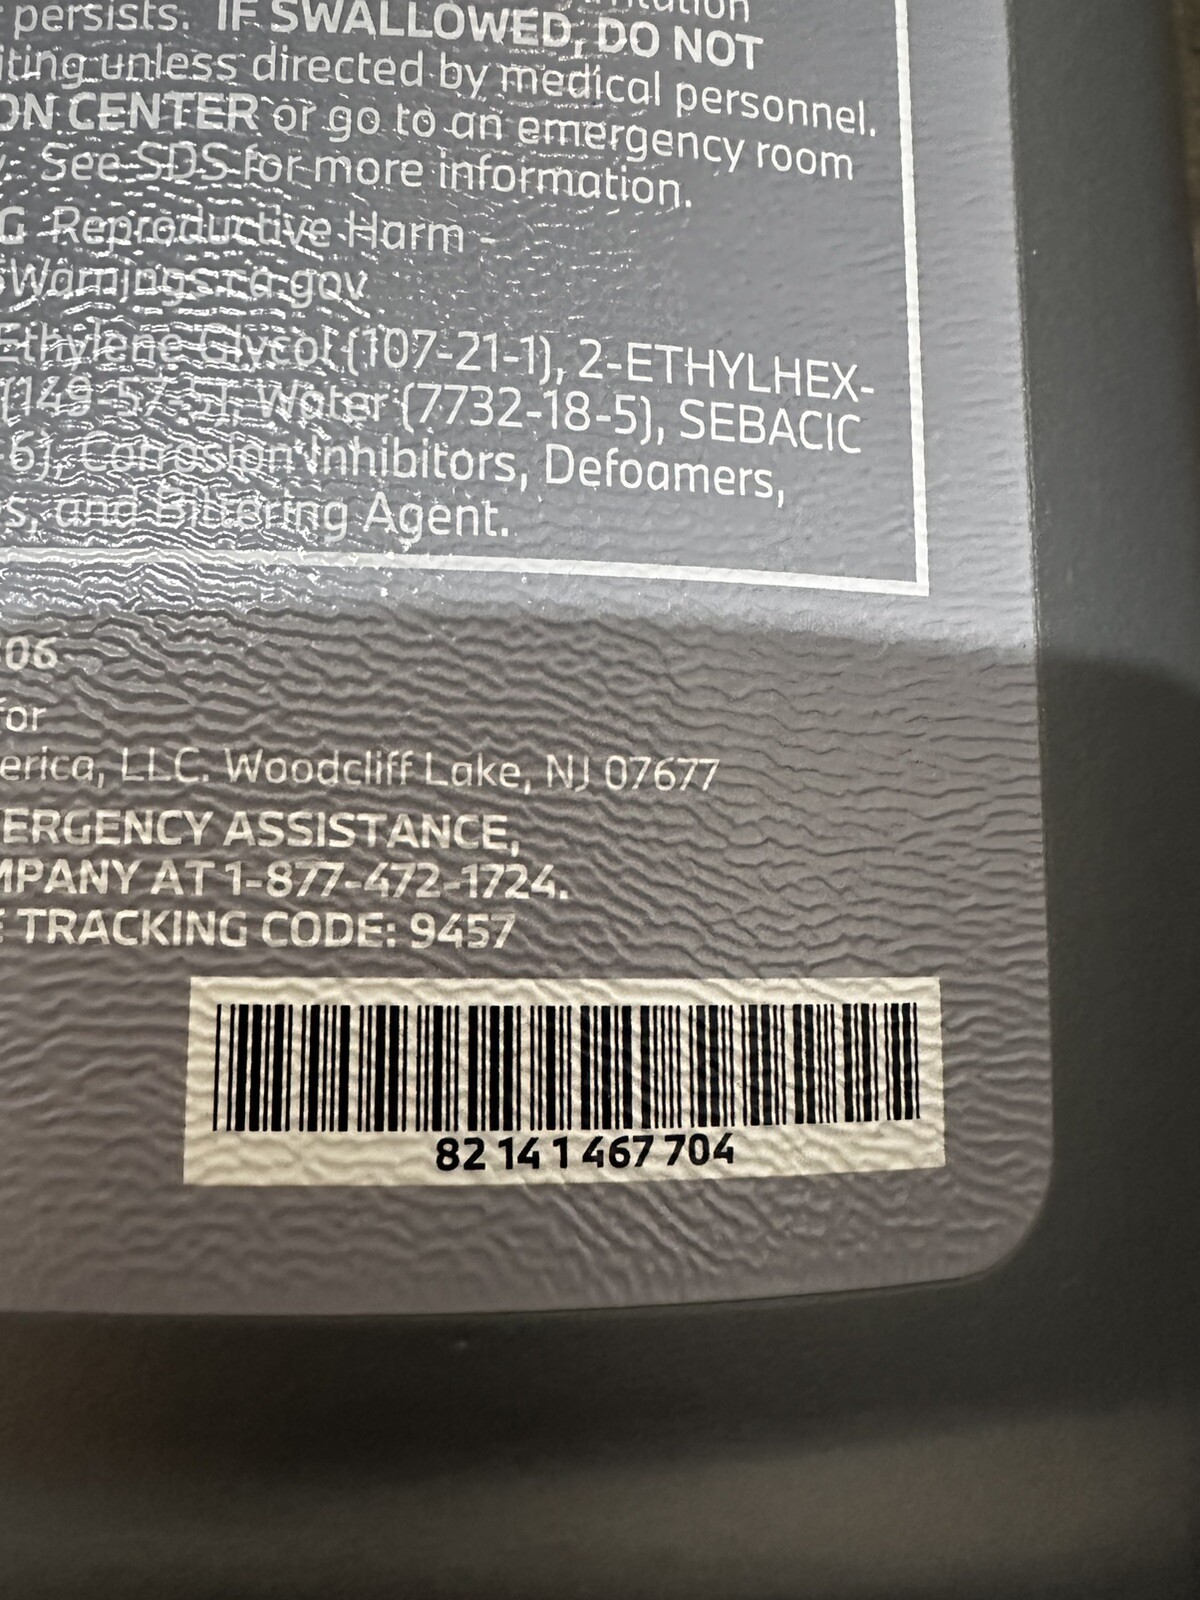 persists. IF SWALLOWED, DO NOT
unless directed by medical personnel.
CENTER or go to an emergency room
See SDS for more information.
Reproductive Harm -
Warnings.ca.gov
Ethylene Glycol (107-21-1), 2-ETHYLHEX-
(149-57-5), Water (7732-18-5), SEBACIC
-6), Corrosion Inhibitors, Defoamers,
and Bittering Agent.
06
for
erica, LLC. Woodcliff Lake, NJ 07677
ERGENCY ASSISTANCE,
MPANY AT 1-877-472-1724.
E TRACKING CODE: 9457
82 14 1 467 704